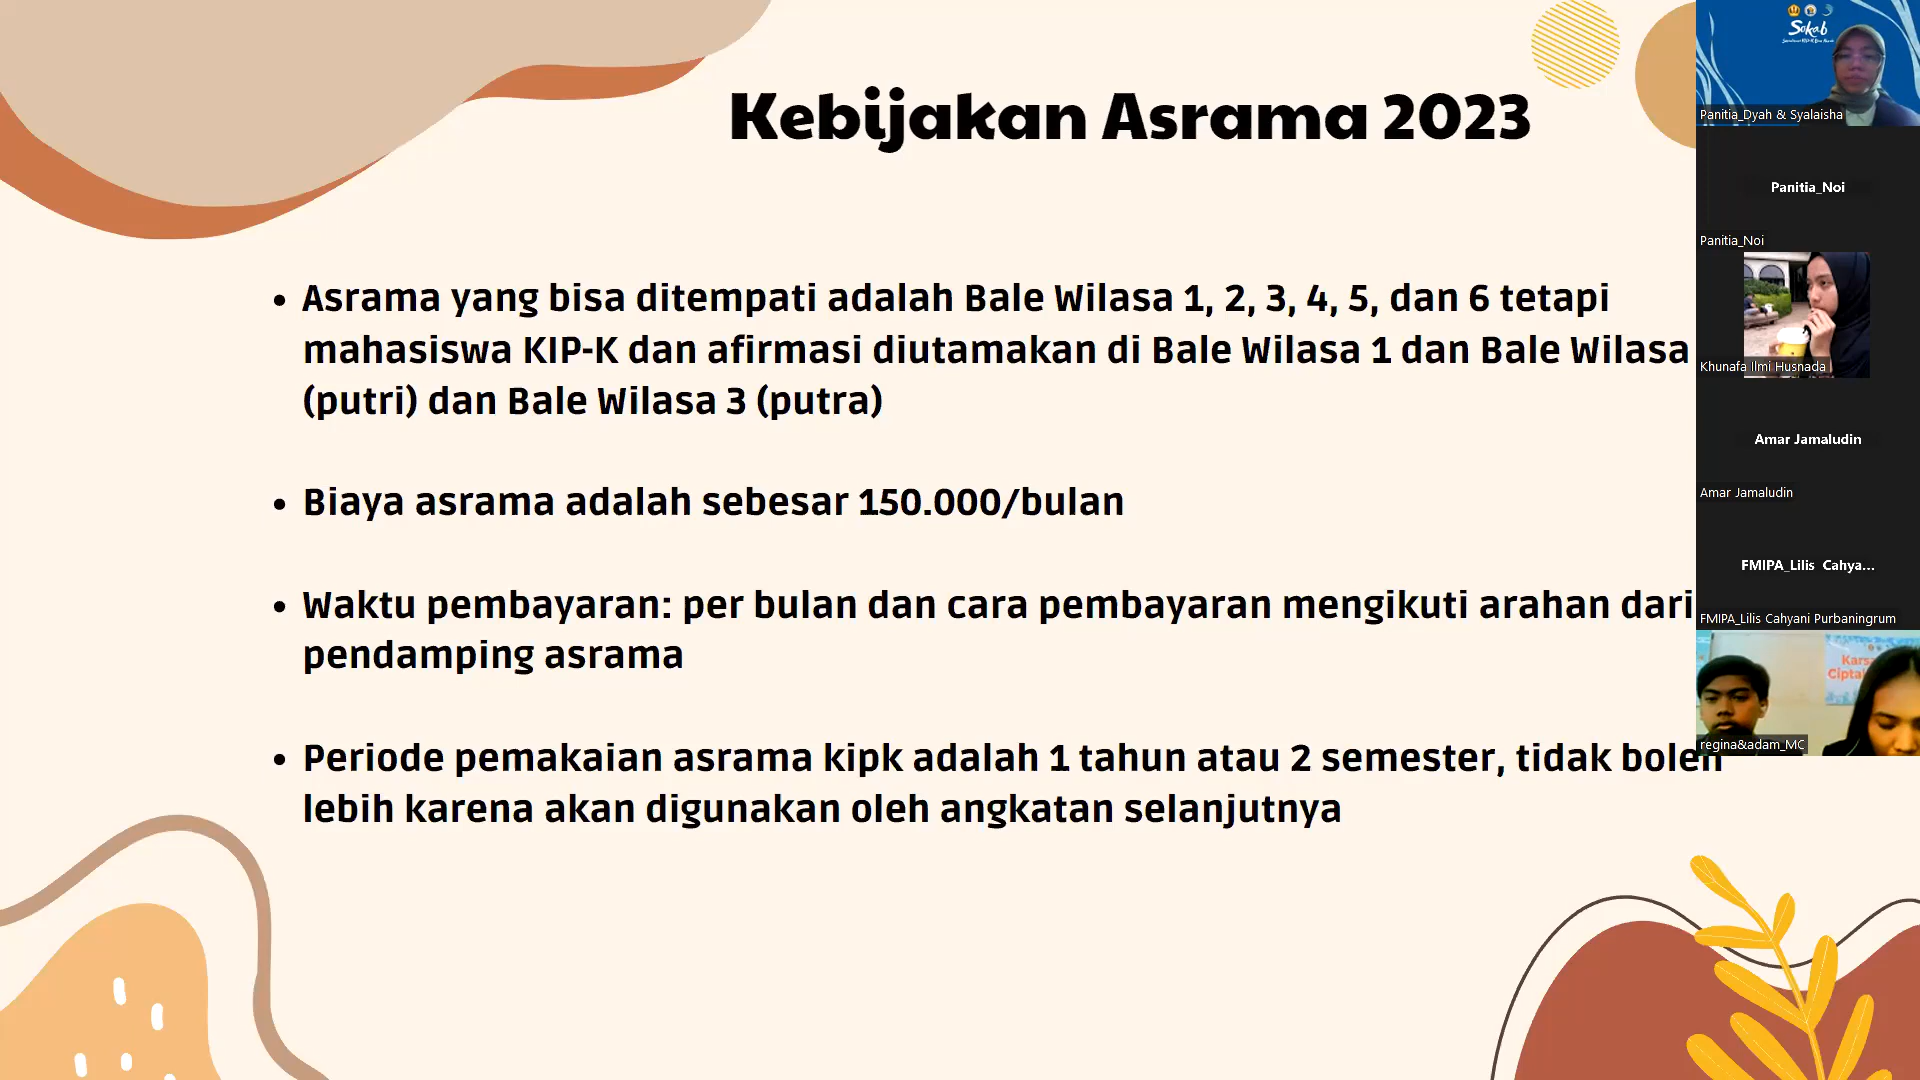 Kebijakan Asrama 2023
Asrama yang bisa ditempati adalah Bale Wilasa 1, 2, 3, 4, 5, dan 6 tetapi
mahasiswa KIP-K dan afirmasi diutamakan di Bale Wilasa 1 dan Bale Wilasa
(putri) dan Bale Wilasa 3 (putra)
Biaya asrama adalah sebesar 150.000/bulan
Waktu pembayaran: per bulan dan cara pembayaran mengikuti arahan dari
pendamping asrama
Periode pemakaian asrama kipk adalah 1 tahun atau 2 semester, tidak boleh
lebih karena akan digunakan oleh angkatan selanjutnya
Sokab
Panitia_Dyah & Syalaisha
Panitia_Noi
Panitia_Noi
Khunafa Ilmi Husnada
Amar Jamaludin
Amar Jamaludin
FMIPA_Lilis Cahya...
FMIPA_Lilis Cahyani Purbaningrum
regina&adam_MC